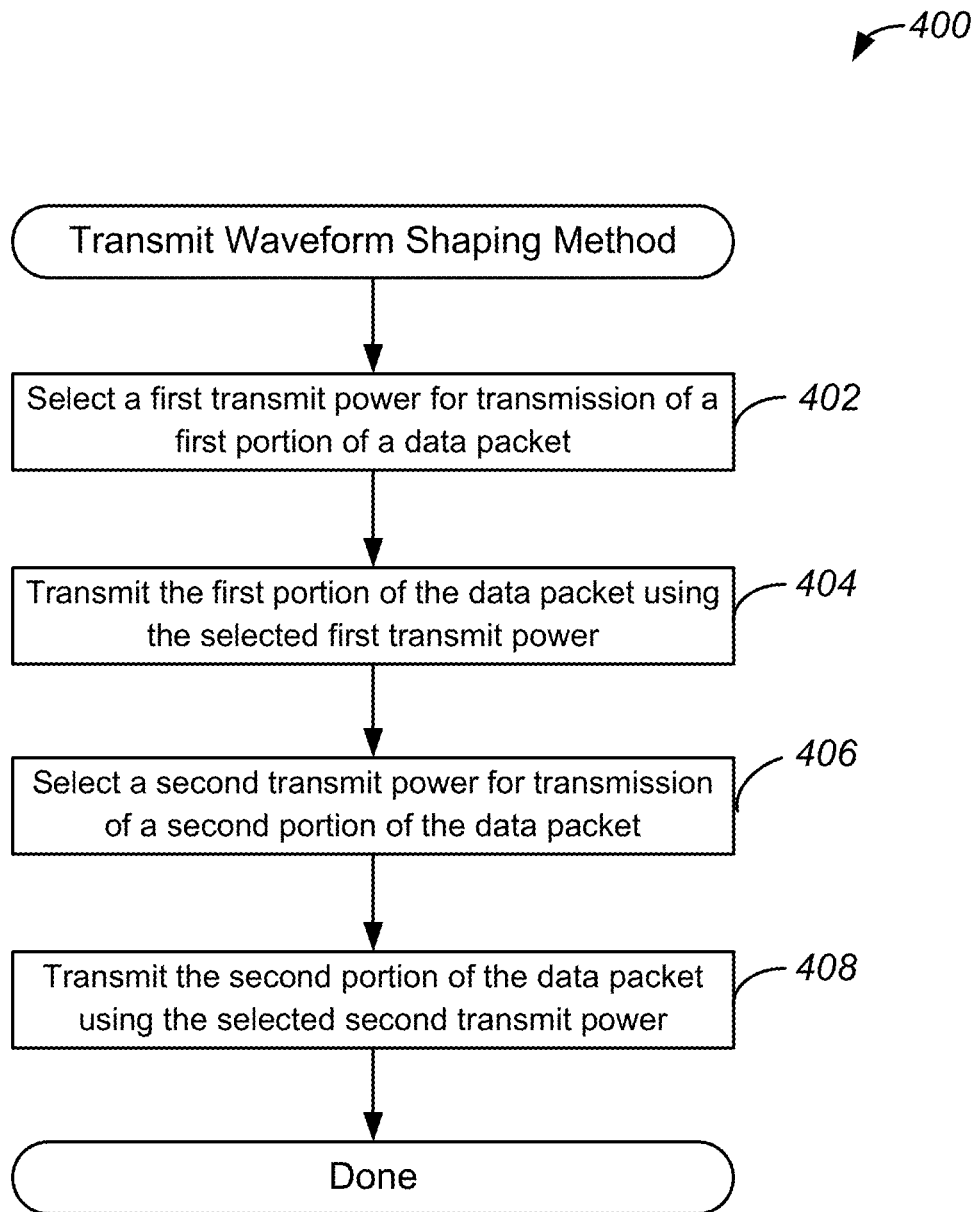 400
Transmit Waveform Shaping Method
Select a first transmit power for transmission of a
first portion of a data packet
402
Transmit the first portion of the data packet using
the selected first transmit power
404
Select a second transmit power for transmission
of a second portion of the data packet
406
Transmit the second portion of the data packet
using the selected second transmit power
408
Done